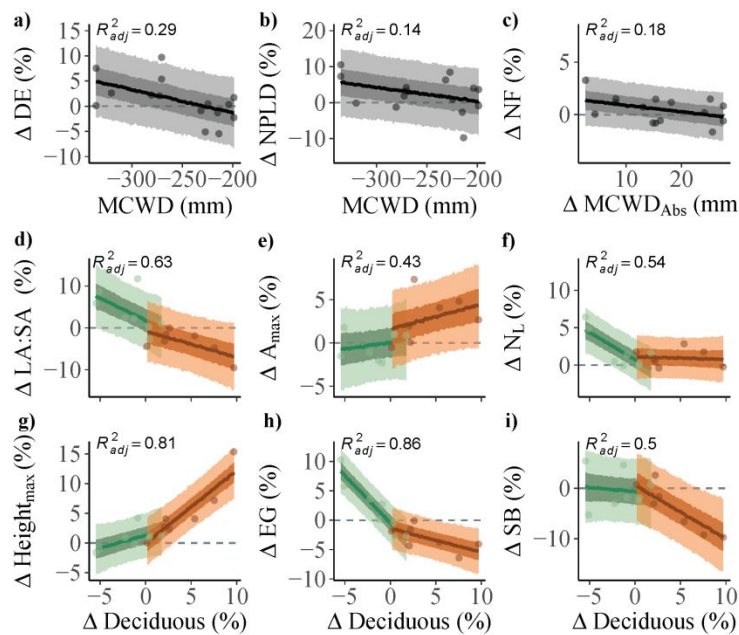 a) R²adj = 0.29
Δ DE (%)
15
10
5
0
−5
−10
−300 −250 −200
MCWD (mm)
b) R²adj = 0.14
Δ NPLD (%)
20
10
0
−10
−300 −250 −200
MCWD (mm)
c) R²adj = 0.18
Δ NF (%)
5
0
10 20
Δ MCWDAbs (mm
d) R²adj = 0.63
Δ LA:SA (%)
10
0
−10
e) R²adj = 0.43
Δ Amax (%)
5
0
−5
f) R²adj = 0.54
Δ NL (%)
10
5
0
g) R²adj = 0.81
Δ Heightmax (%)
15
10
5
0
−5
−5 0 5 10
Δ Deciduous (%)
h) R²adj = 0.86
Δ EG (%)
10
5
0
−5
−10
−5 0 5 10
Δ Deciduous (%)
i) R²adj = 0.5
Δ SB (%)
0
−10
−5 0 5 10
Δ Deciduous (%)